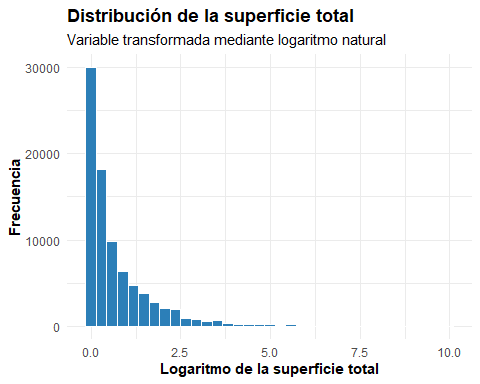 Distribución de la superficie total
Variable transformada mediante logaritmo natural
30000
20000
10000
0
Frecuencia
0.0 2.5 5.0 7.5 10.0
Logaritmo de la superficie total